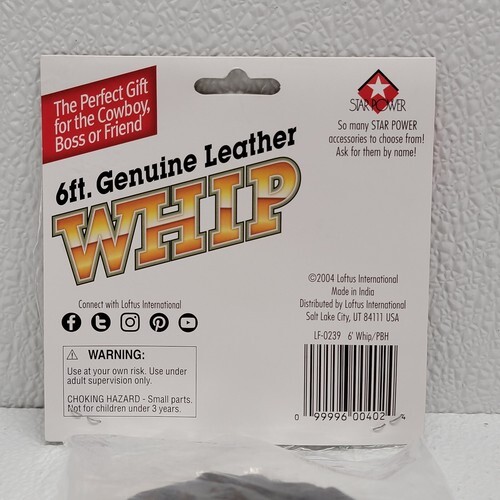 The Perfect Gift
for the Cowboy,
Boss or Friend
6ft. Genuine Leather
WHIP
STAR POWER
So many STAR POWER
accessories to choose from!
Ask for them by name!
©2004 Loftus International
Made in India
Distributed by Loftus International
Salt Lake City, UT 84111 USA
LF-0239 6' Whip/PBH
0 99996 00402 4
Connect with Loftus International
⚠ WARNING:
Use at your own risk. Use under
adult supervision only.
CHOKING HAZARD - Small parts.
Not for children under 3 years.